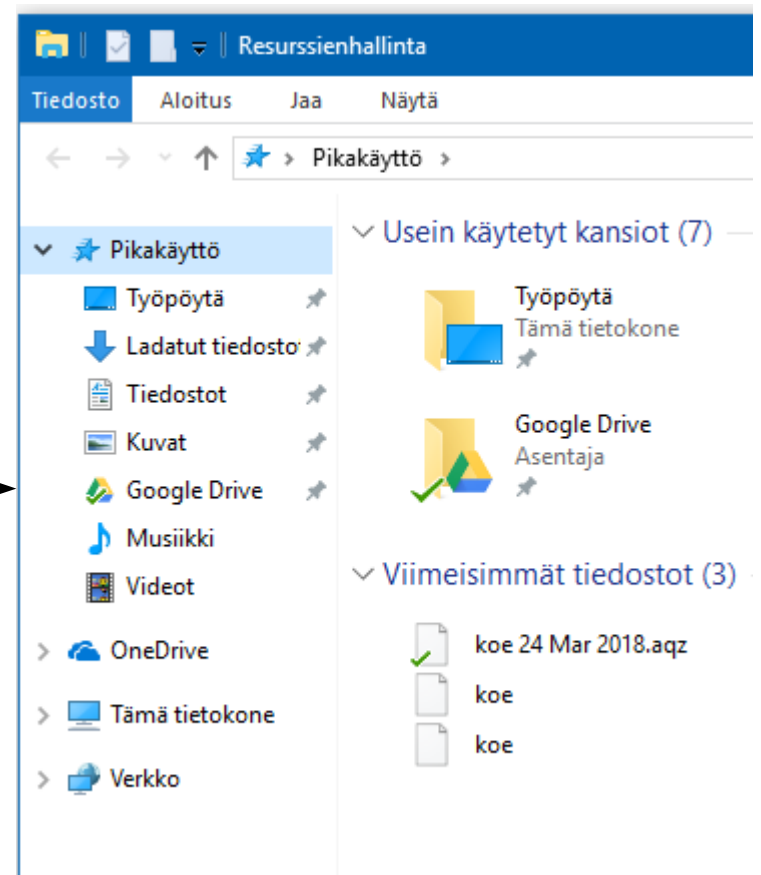 Resurssienhallinta
Tiedosto Aloitus Jaa Näytä
Pikakäyttö
Pikakäyttö
Työpöytä
Ladatut tiedosto
Tiedostot
Kuvat
Google Drive
Musiikki
Videot
OneDrive
Tämä tietokone
Verkko
Usein käytetyt kansiot (7)
Työpöytä
Tämä tietokone
Google Drive
Asentaja
Viimeisimmät tiedostot (3)
koe 24 Mar 2018.aqz
koe
koe